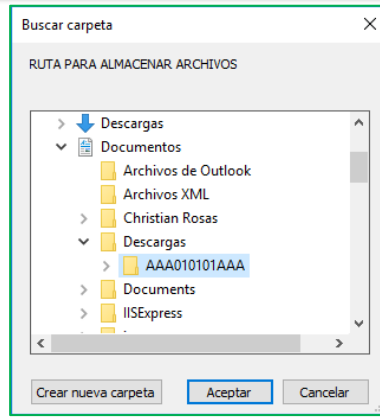 Buscar carpeta
RUTA PARA ALMACENAR ARCHIVOS
Descargas
Documentos
Archivos de Outlook
Archivos XML
Christian Rosas
Descargas
AAA010101AAA
Documents
IISExpress
Crear nueva carpeta Aceptar Cancelar